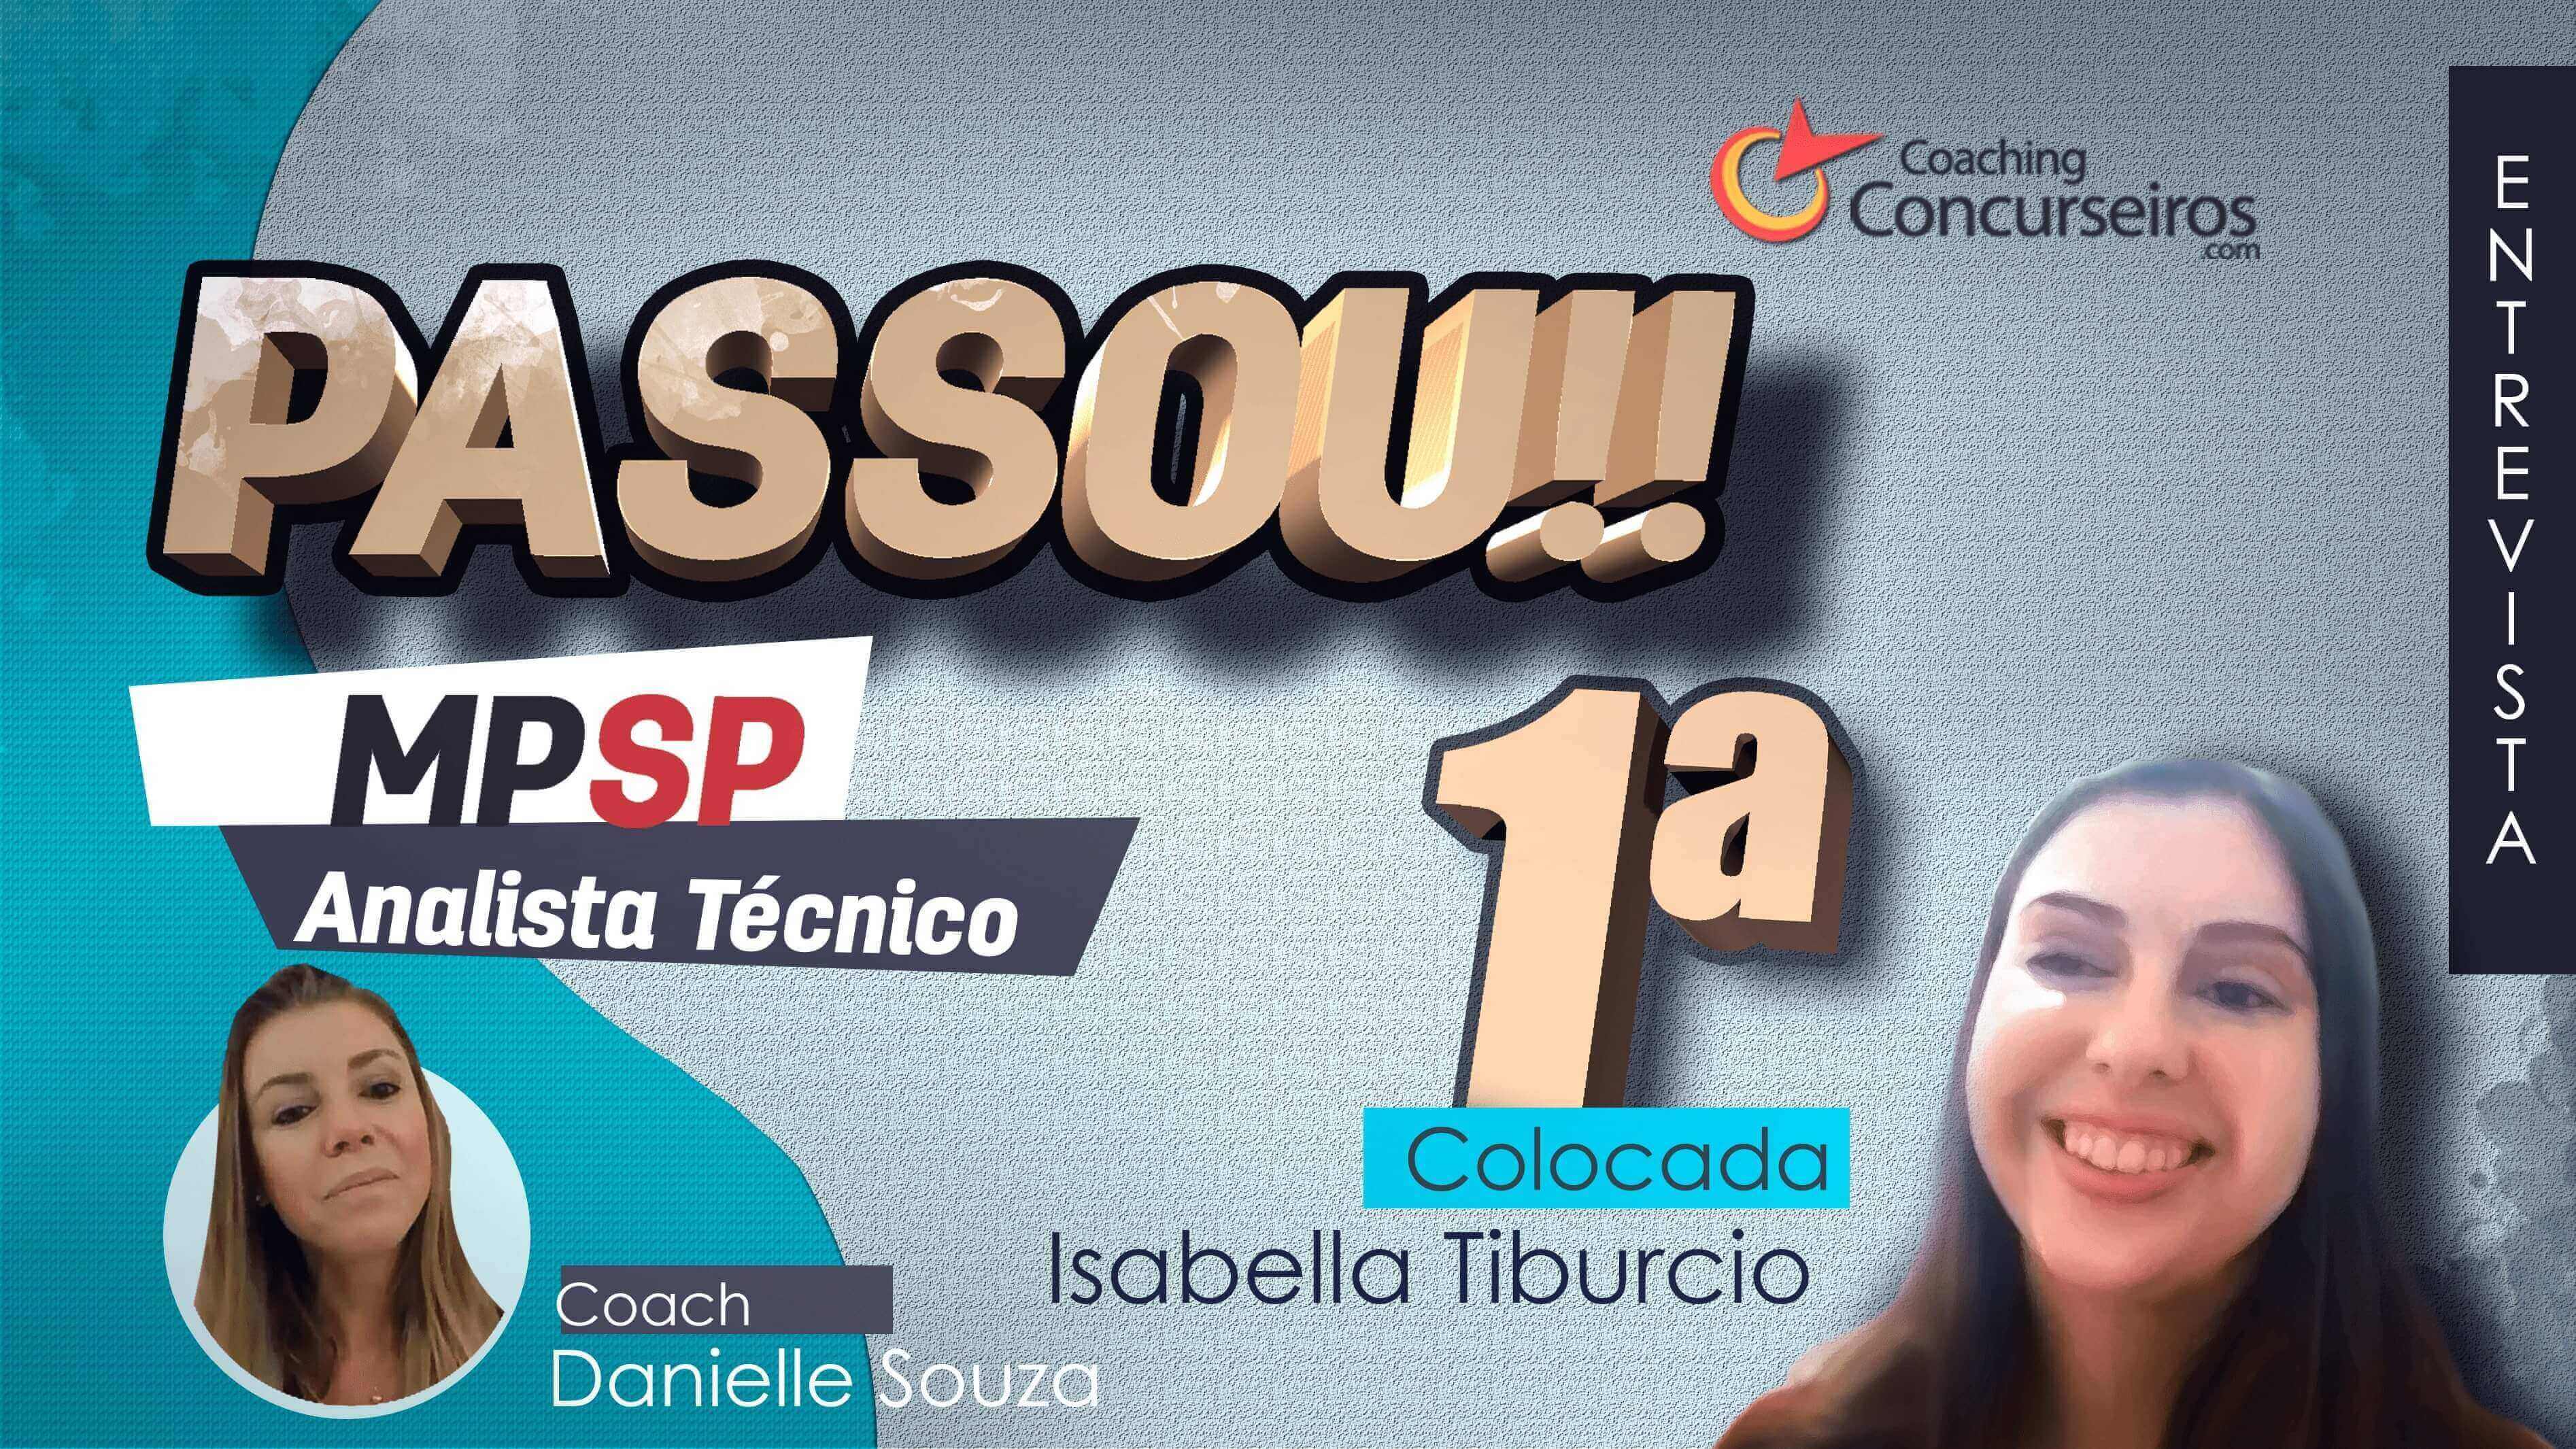 Coaching
Concurseiros
.com
ENTREVISTA
PASSOU!!
MPSP
Analista Técnico
1ª
Colocada
Isabella Tiburcio
Coach
Danielle Souza